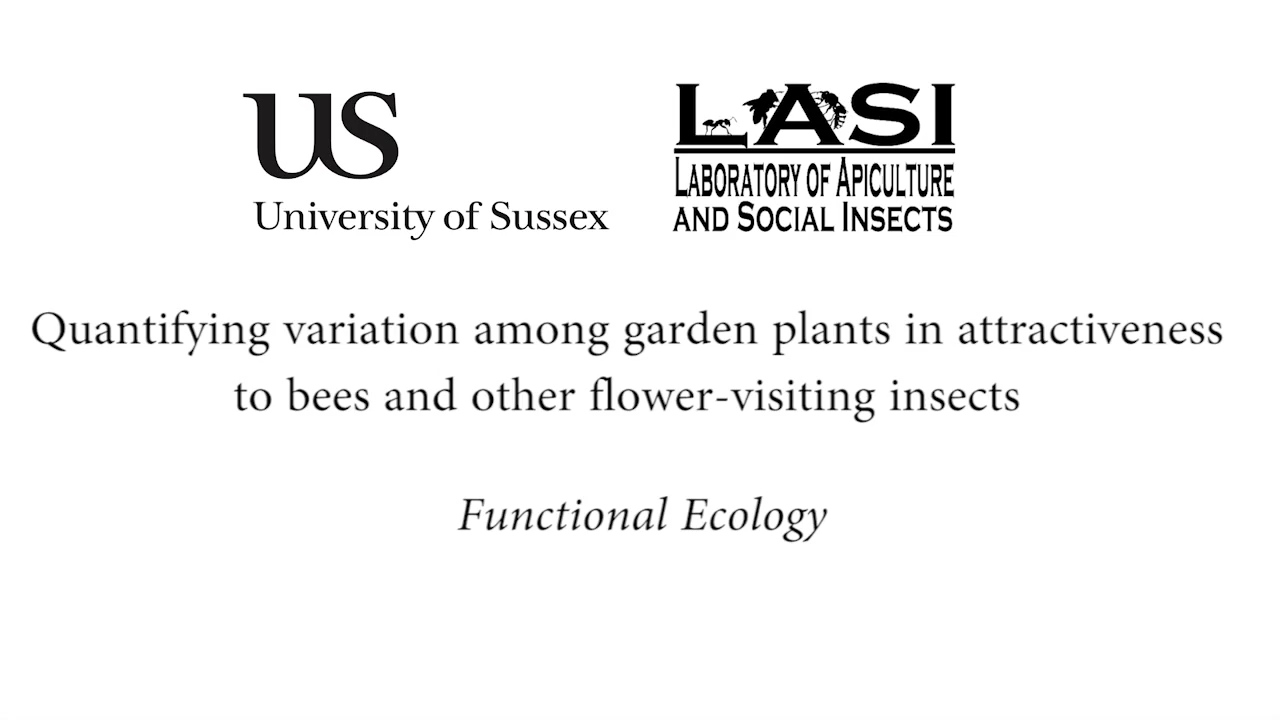 US
University of Sussex
LASI
LABORATORY OF APICULTURE
AND SOCIAL INSECTS
Quantifying variation among garden plants in attractiveness
to bees and other flower-visiting insects
Functional Ecology